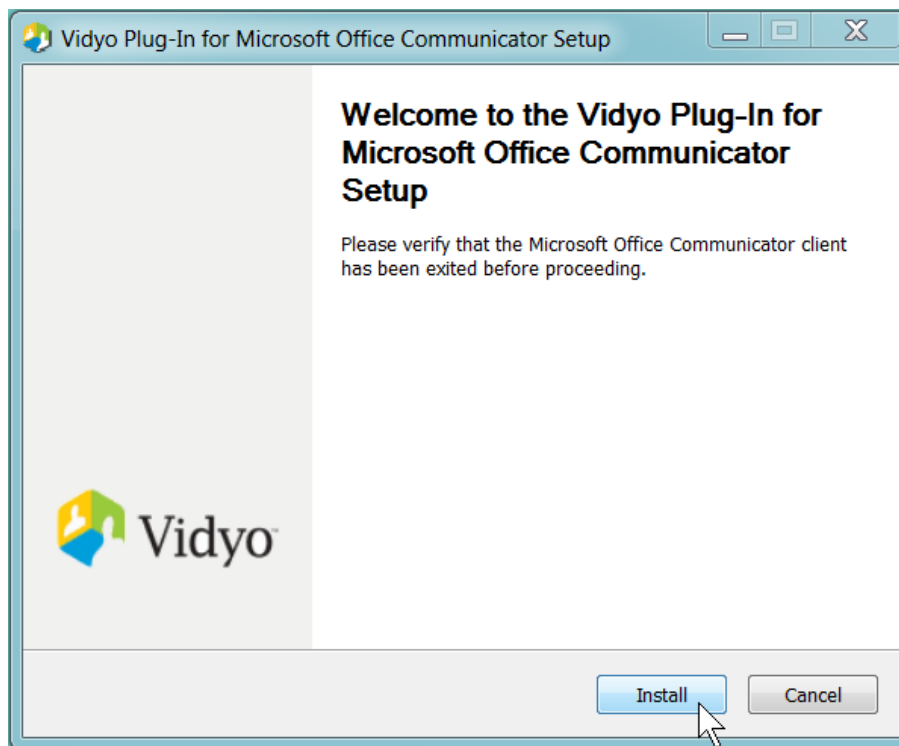 Vidyo Plug-In for Microsoft Office Communicator Setup
Welcome to the Vidyo Plug-In for
Microsoft Office Communicator
Setup
Please verify that the Microsoft Office Communicator client
has been exited before proceeding.
Vidyo™
Install Cancel